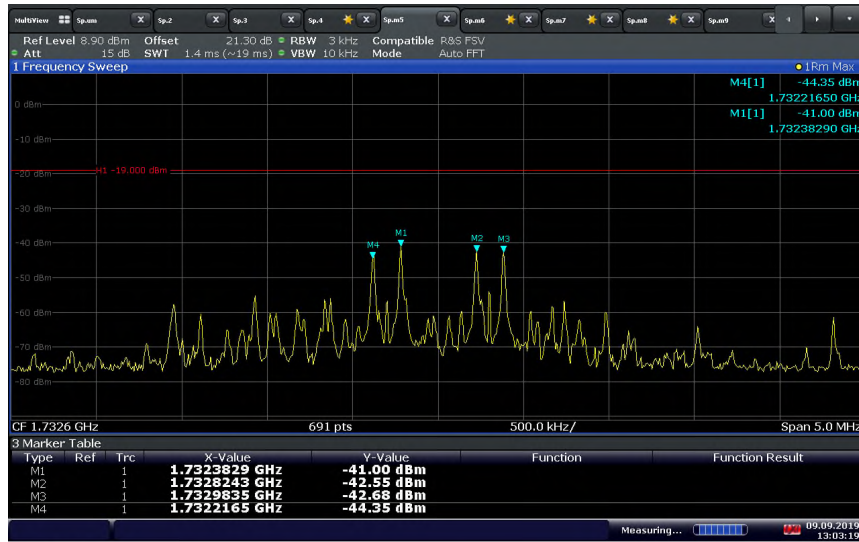 MultiView Sp.um X Sp.2 X Sp.3 X Sp.4 X Sp.m5 X Sp.m6 X Sp.m7 X Sp.m8 X Sp.m9 X
Ref Level 8.90 dBm Offset 21.30 dB RBW 3 kHz Compatible R&S FSV
Att 15 dB SWT 1.4 ms (~19 ms) VBW 10 kHz Mode Auto FFT
1 Frequency Sweep 1Rm Max
M4[1] -44.35 dBm
1.73221650 GHz
M1[1] -41.00 dBm
1.73238290 GHz
0 dBm
-10 dBm
H1 -19.000 dBm
-20 dBm
-30 dBm
M1
M2 M3
-40 dBm
M4
-50 dBm
-60 dBm
-70 dBm
-80 dBm
CF 1.7326 GHz 691 pts 500.0 kHz/ Span 5.0 MHz
3 Marker Table
Type Ref Trc X-Value Y-Value Function Function Result
M1 1 1.7323829 GHz -41.00 dBm
M2 1 1.7328243 GHz -42.55 dBm
M3 1 1.7329835 GHz -42.68 dBm
M4 1 1.7322165 GHz -44.35 dBm
Measuring... 09.09.2019
13:03:19